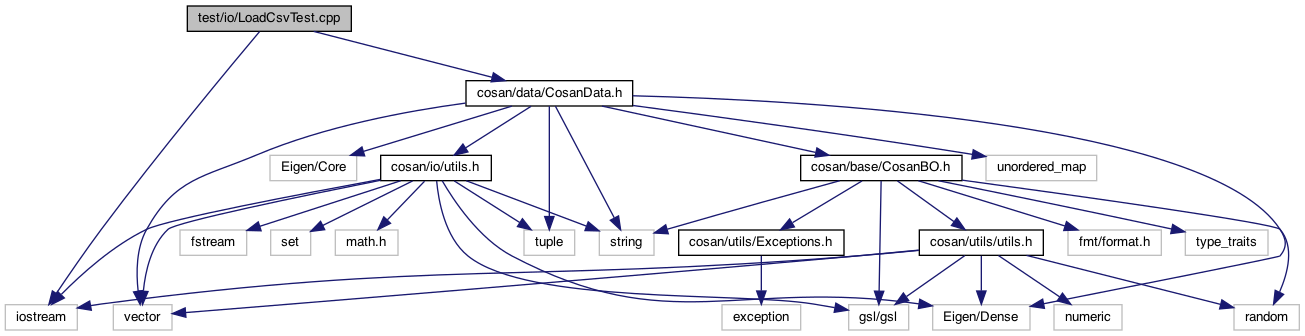 test/io/LoadCsvTest.cpp
cosan/data/CosanData.h
Eigen/Core
cosan/io/utils.h
cosan/base/CosanBO.h
unordered_map
fstream
set
math.h
tuple
string
cosan/utils/Exceptions.h
cosan/utils/utils.h
fmt/format.h
type_traits
iostream
vector
exception
gsl/gsl
Eigen/Dense
numeric
random